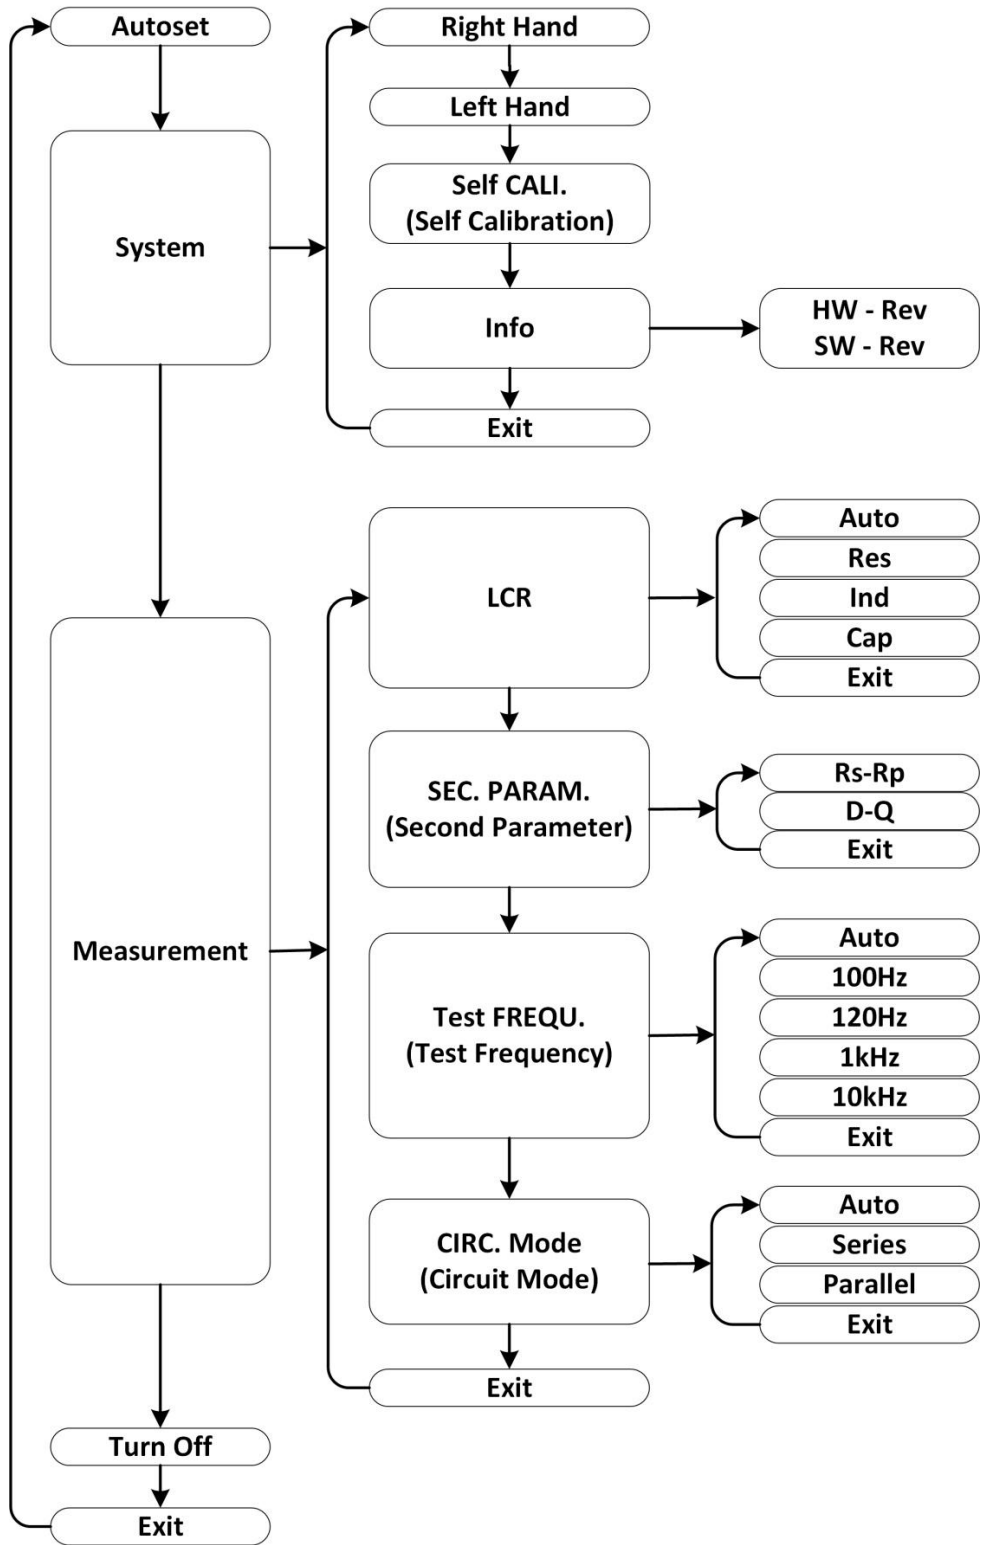 Autoset
System
Measurement
Turn Off
Exit
Right Hand
Left Hand
Self CALI.
(Self Calibration)
Info
Exit
HW - Rev
SW - Rev
LCR
Auto
Res
Ind
Cap
Exit
SEC. PARAM.
(Second Parameter)
Rs-Rp
D-Q
Exit
Test FREQU.
(Test Frequency)
Auto
100Hz
120Hz
1kHz
10kHz
Exit
CIRC. Mode
(Circuit Mode)
Auto
Series
Parallel
Exit
Exit